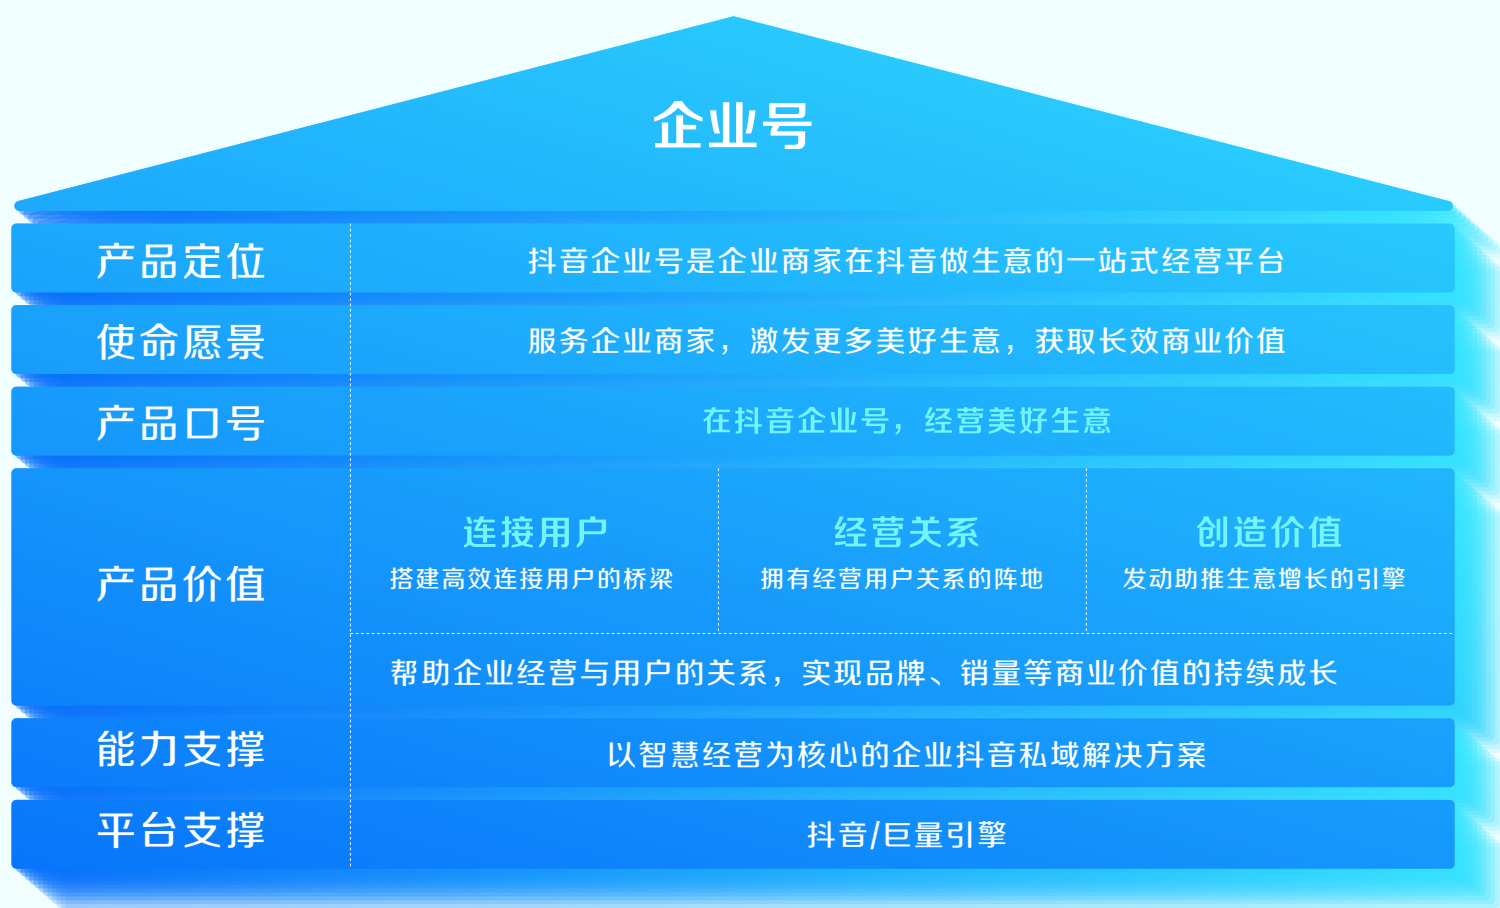 企业号
产品定位
抖音企业号是企业商家在抖音做生意的一站式经营平台
使命愿景
服务企业商家，激发更多美好生意，获取长效商业价值
产品口号
在抖音企业号，经营美好生意
产品价值
连接用户
搭建高效连接用户的桥梁
经营关系
拥有经营用户关系的阵地
创造价值
发动助推生意增长的引擎
帮助企业经营与用户的关系，实现品牌、销量等商业价值的持续成长
能力支撑
以智慧经营为核心的企业抖音私域解决方案
平台支撑
抖音/巨量引擎